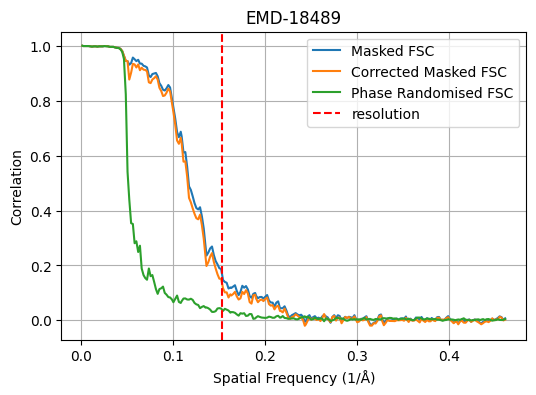 EMD-18489
Masked FSC
Corrected Masked FSC
Phase Randomised FSC
resolution
Correlation
1.0
0.8
0.6
0.4
0.2
0.0
0.0 0.1 0.2 0.3 0.4
Spatial Frequency (1/Å)